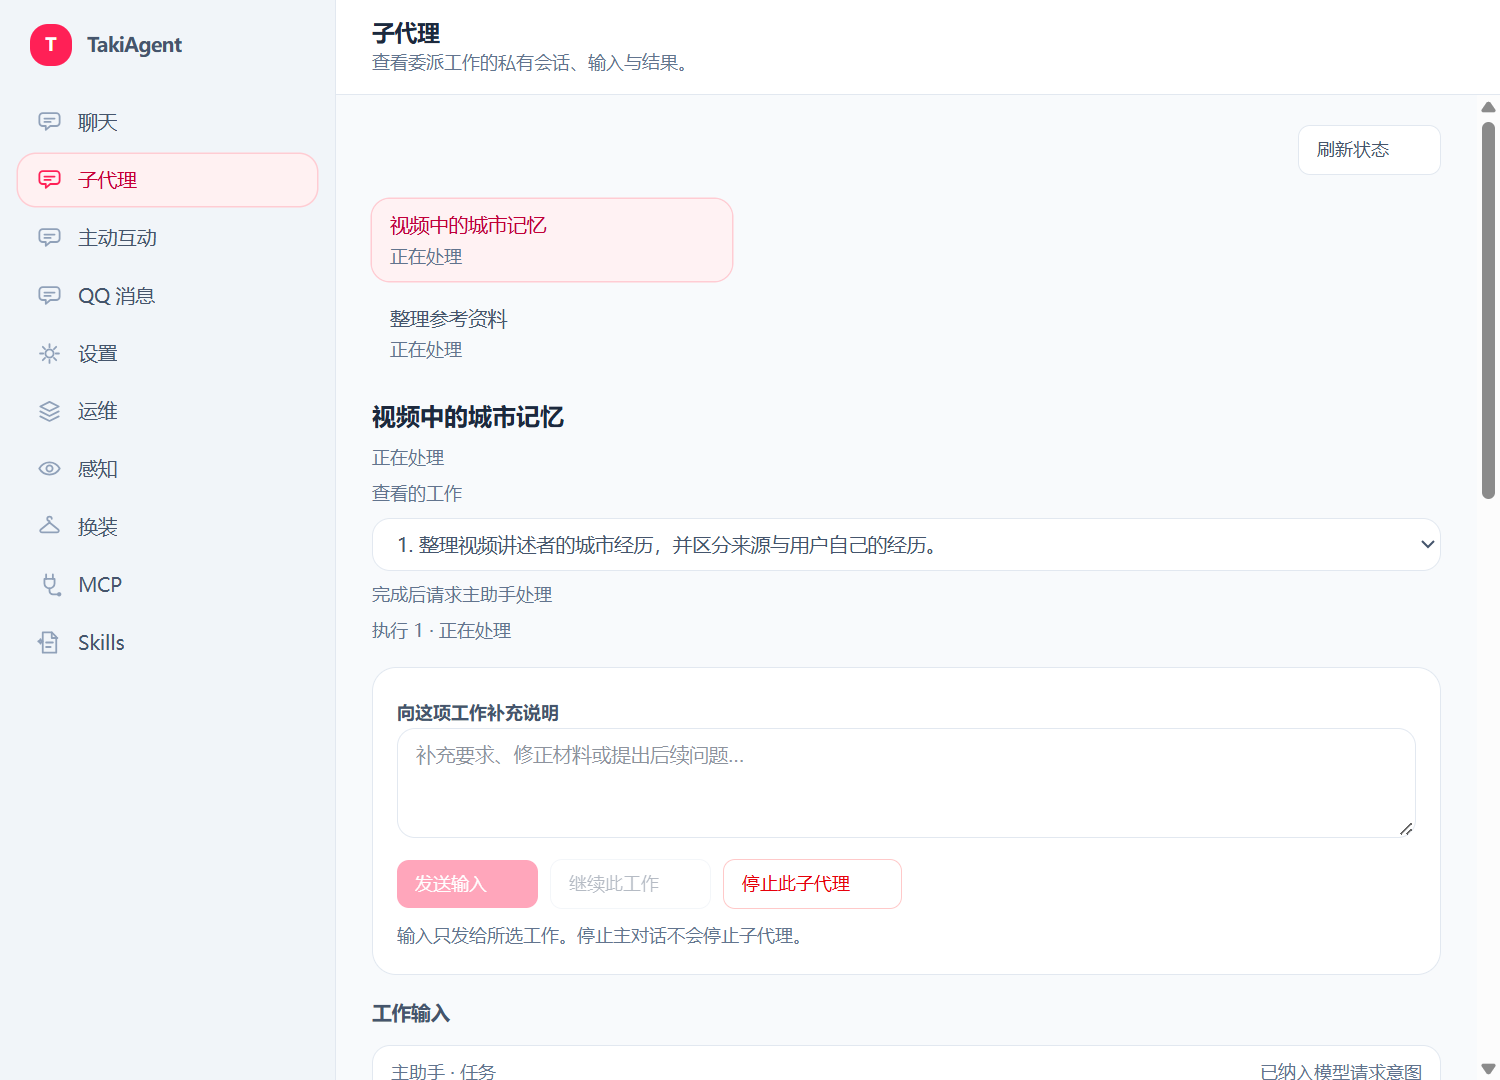 T TakiAgent
聊天
子代理
主动互动
QQ 消息
设置
运维
感知
换装
MCP
Skills
子代理
查看委派工作的私有会话、输入与结果。
刷新状态
视频中的城市记忆
正在处理
整理参考资料
正在处理
视频中的城市记忆
正在处理
查看的工作
1. 整理视频讲述者的城市经历，并区分来源与用户自己的经历。
完成后请求主助手处理
执行 1 · 正在处理
向这项工作补充说明
补充要求、修正材料或提出后续问题...
发送输入 继续此工作 停止此子代理
输入只发给所选工作。停止主对话不会停止子代理。
工作输入
主助手 · 任务 已纳入模型请求意图